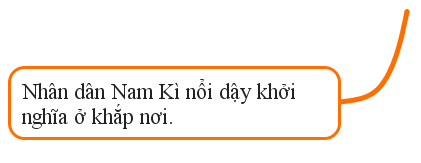 Nhân dân Nam Kì nổi dậy khởi
nghĩa ở khắp nơi.